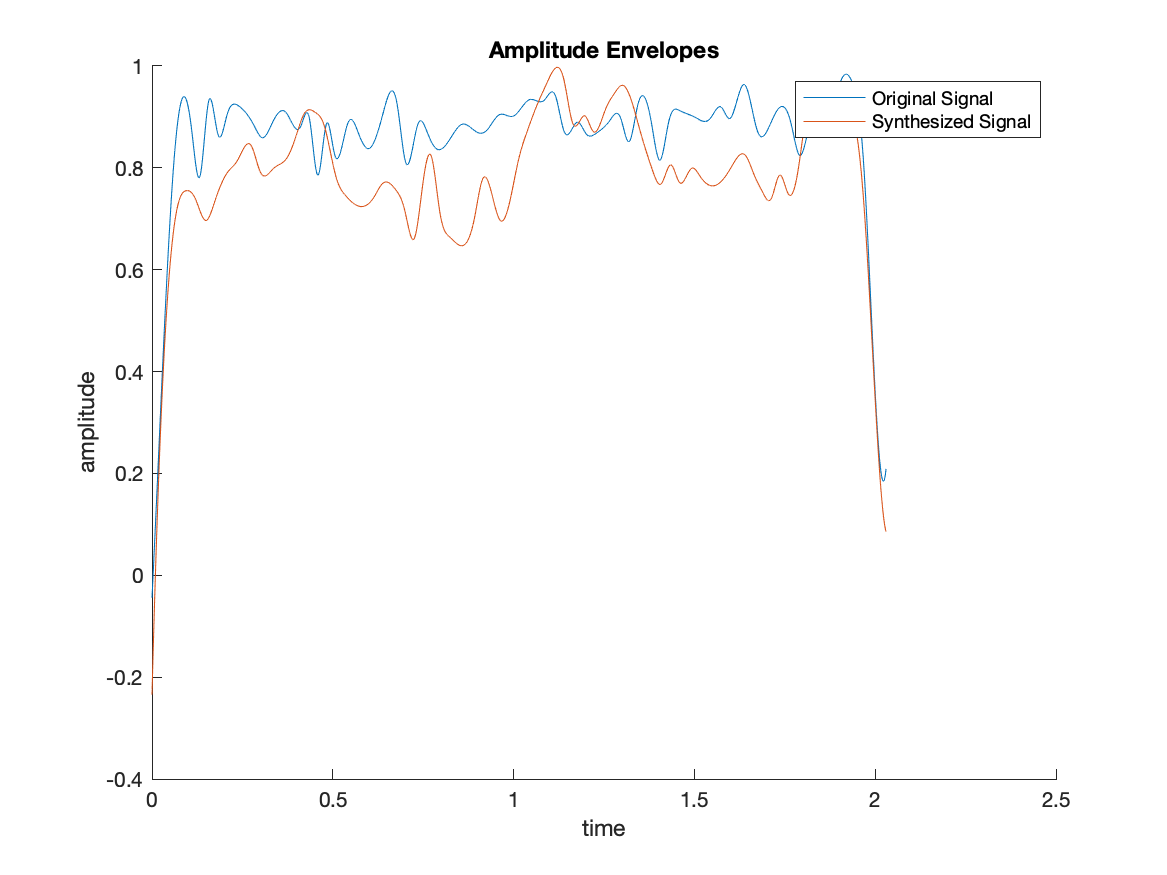 Amplitude Envelopes
Original Signal
Synthesized Signal
1
0.8
0.6
0.4
0.2
0
-0.2
-0.4
amplitude
0 0.5 1 1.5 2 2.5
time